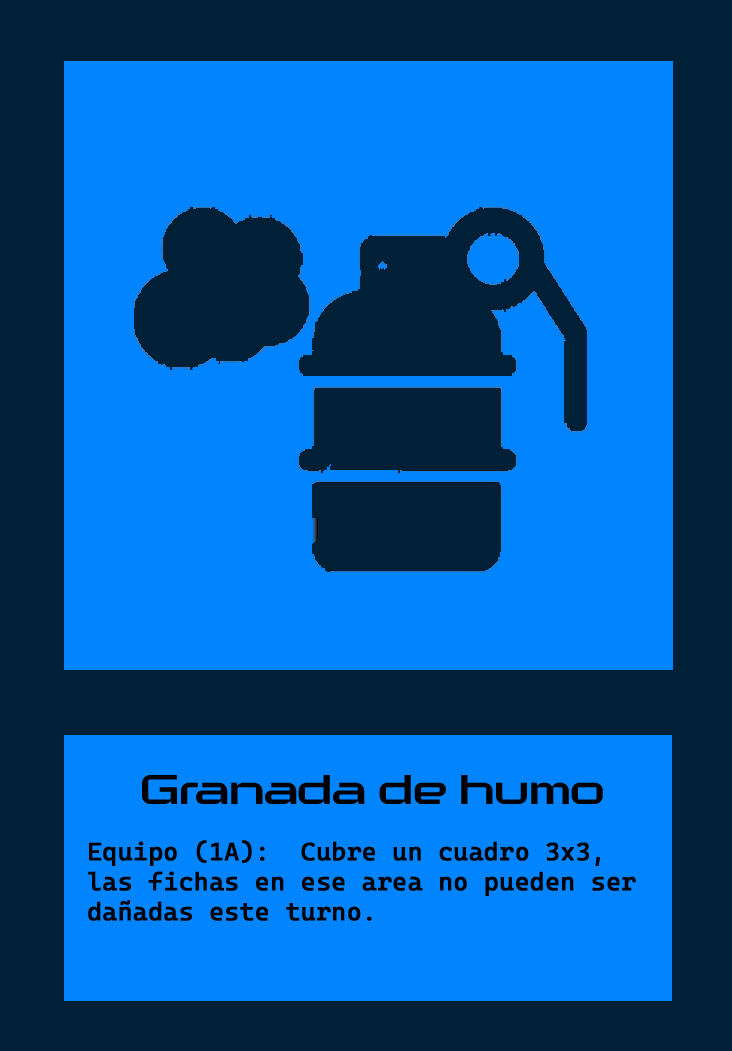 Granada de humo
Equipo (1A):  Cubre un cuadro 3x3,
las fichas en ese area no pueden ser
dañadas este turno.